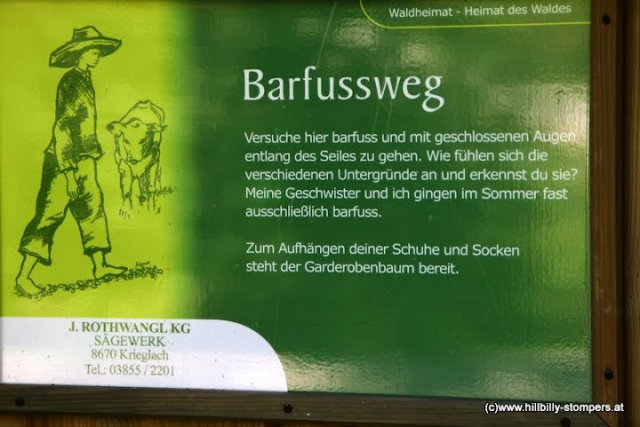 Waldheimat - Heimat des Waldes
Barfussweg
Versuche hier barfuss und mit geschlossenen Augen
entlang des Seiles zu gehen. Wie fühlen sich die
verschiedenen Untergründe an und erkennst du sie?
Meine Geschwister und ich gingen im Sommer fast
ausschließlich barfuss.
Zum Aufhängen deiner Schuhe und Socken
steht der Garderobenbaum bereit.
J. ROTHWANGL KG
SÄGEWERK
8670 Krieglach
Tel.: 03855 / 2201
(c)www.hillbilly-stompers.at